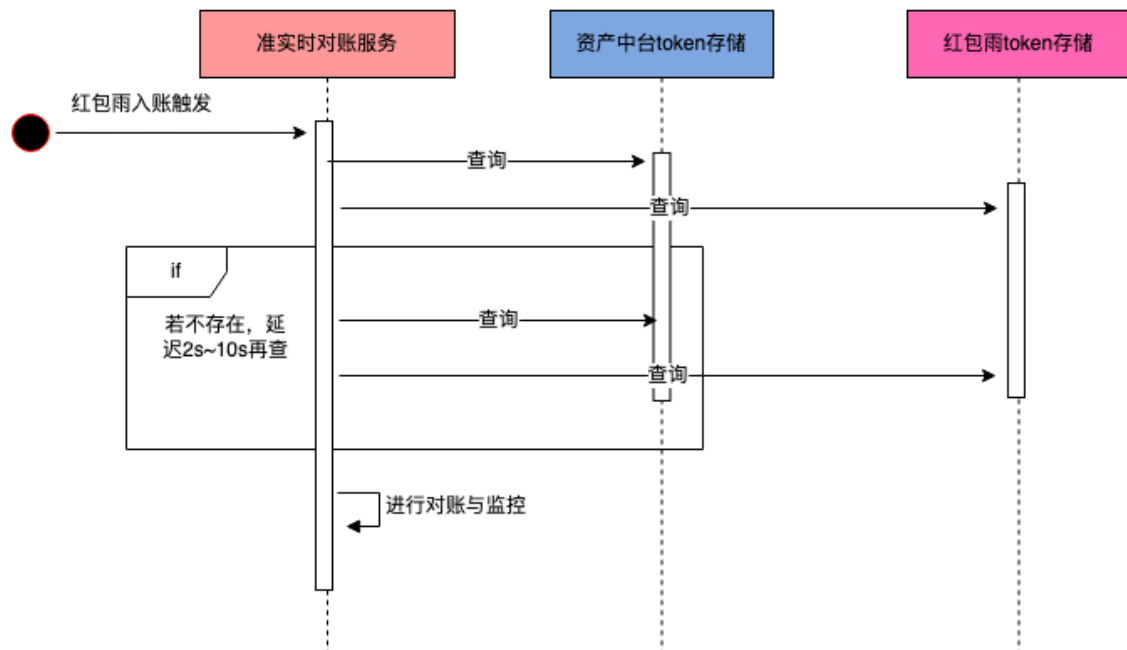 准实时对账服务
资产中台token存储
红包雨token存储
红包雨入账触发
查询
查询
if
若不存在，延
迟2s~10s再查
查询
查询
进行对账与监控